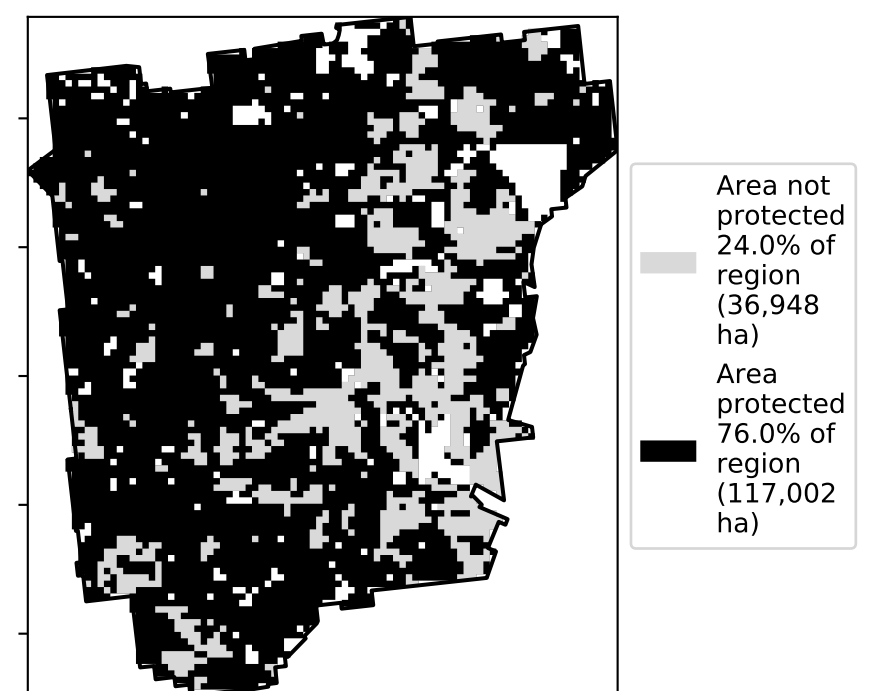 Area not
protected
24.0% of
region
(36,948
ha)
Area
protected
76.0% of
region
(117,002
ha)